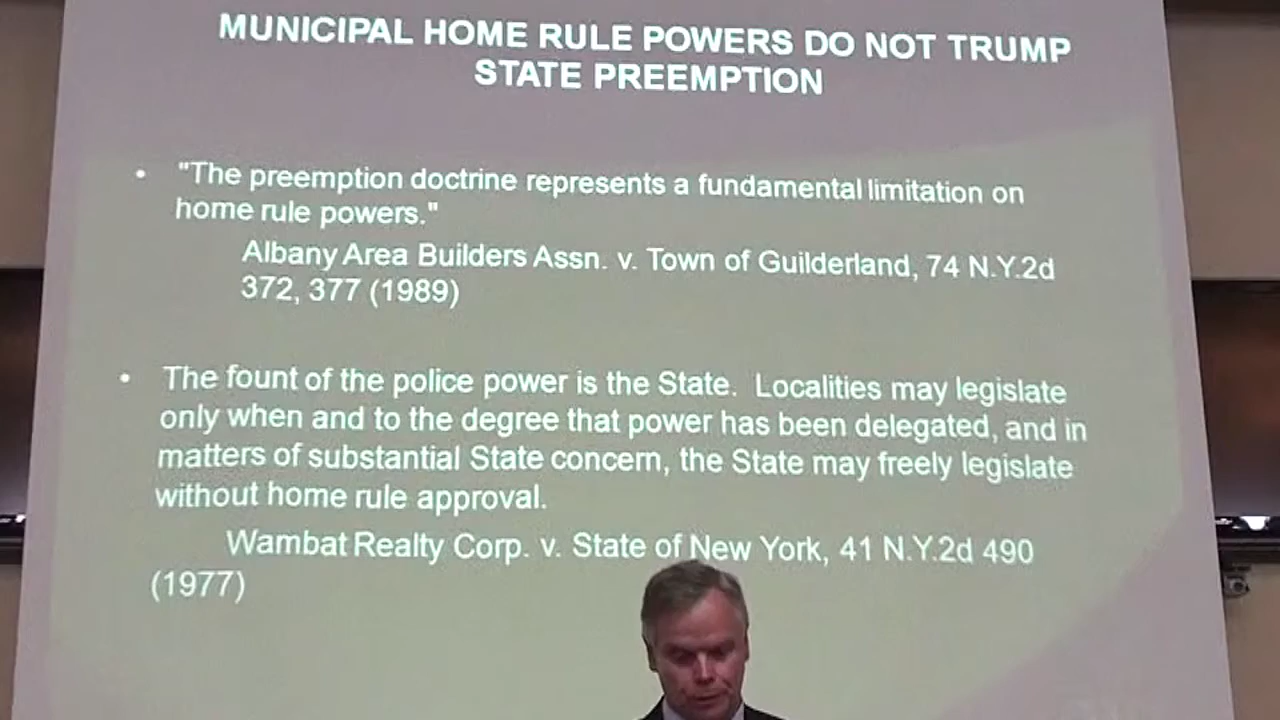 MUNICIPAL HOME RULE POWERS DO NOT TRUMP
STATE PREEMPTION
• "The preemption doctrine represents a fundamental limitation on
home rule powers."
Albany Area Builders Assn. v. Town of Guilderland, 74 N.Y.2d
372, 377 (1989)
• The fount of the police power is the State. Localities may legislate
only when and to the degree that power has been delegated, and in
matters of substantial State concern, the State may freely legislate
without home rule approval.
Wambat Realty Corp. v. State of New York, 41 N.Y.2d 490
(1977)